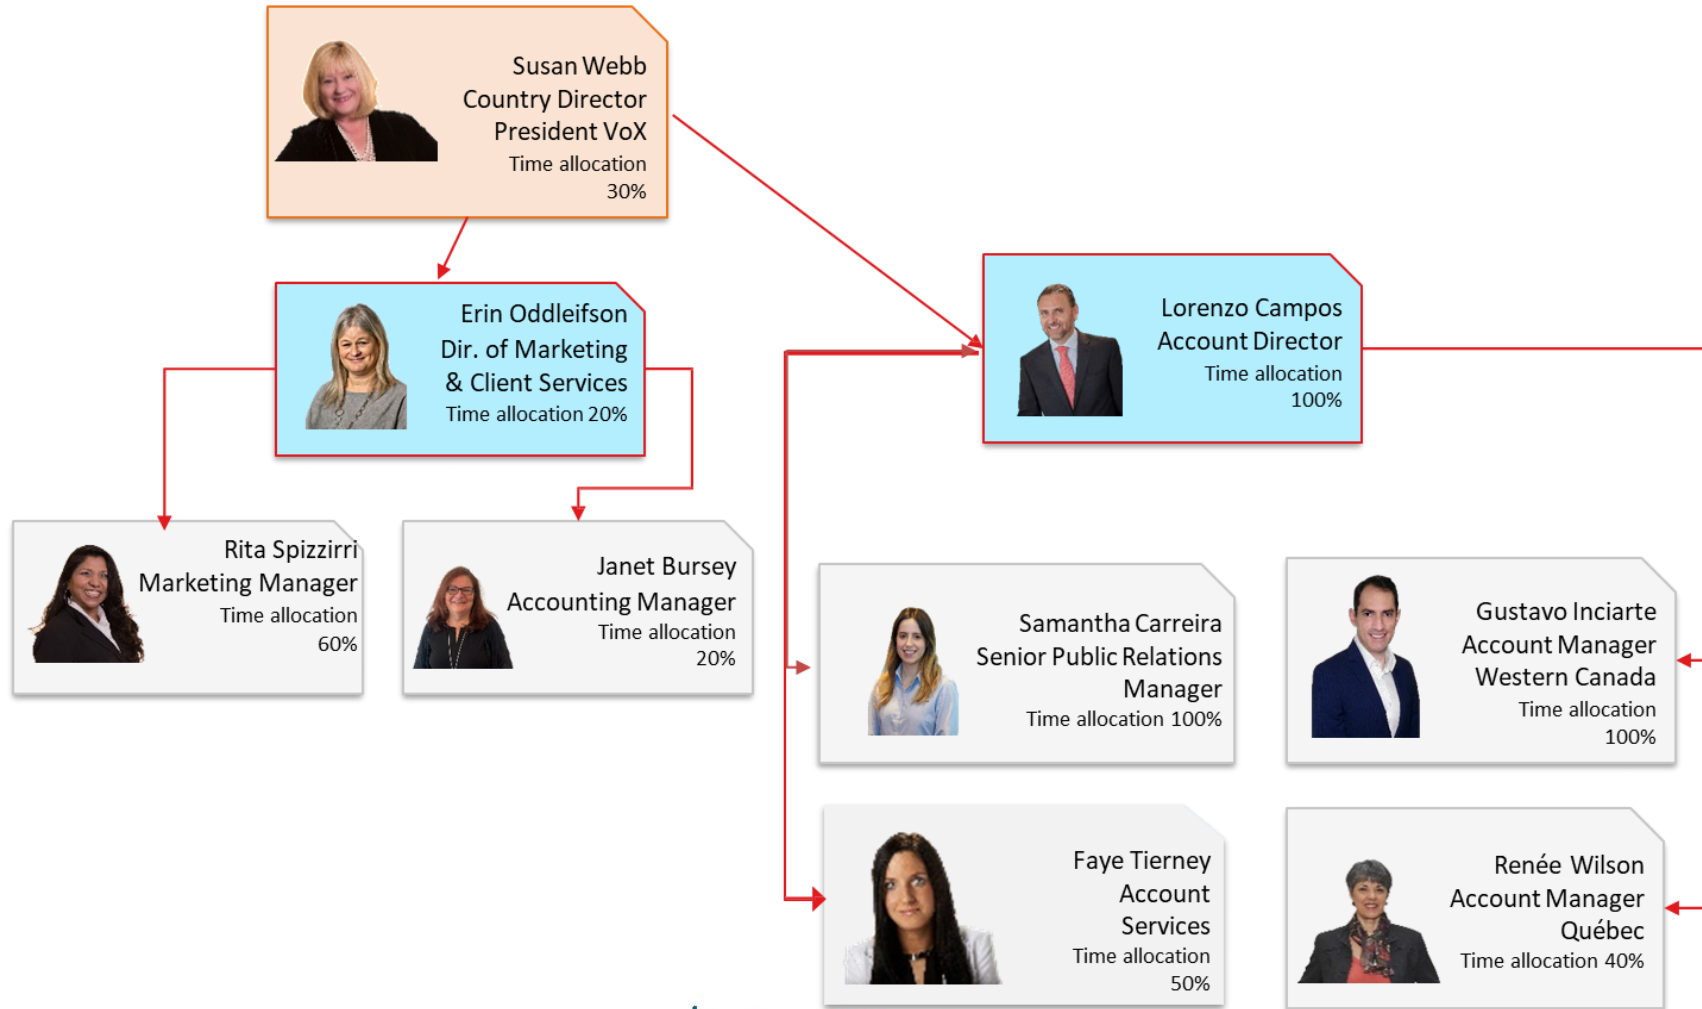 Susan Webb
Country Director
President VoX
Time allocation
30%
Erin Oddleifson
Dir. of Marketing
& Client Services
Time allocation 20%
Lorenzo Campos
Account Director
Time allocation
100%
Rita Spizzirri
Marketing Manager
Time allocation
60%
Janet Bursey
Accounting Manager
Time allocation
20%
Samantha Carreira
Senior Public Relations
Manager
Time allocation 100%
Gustavo Inciarte
Account Manager
Western Canada
Time allocation
100%
Faye Tierney
Account
Services
Time allocation
50%
Renée Wilson
Account Manager
Québec
Time allocation 40%